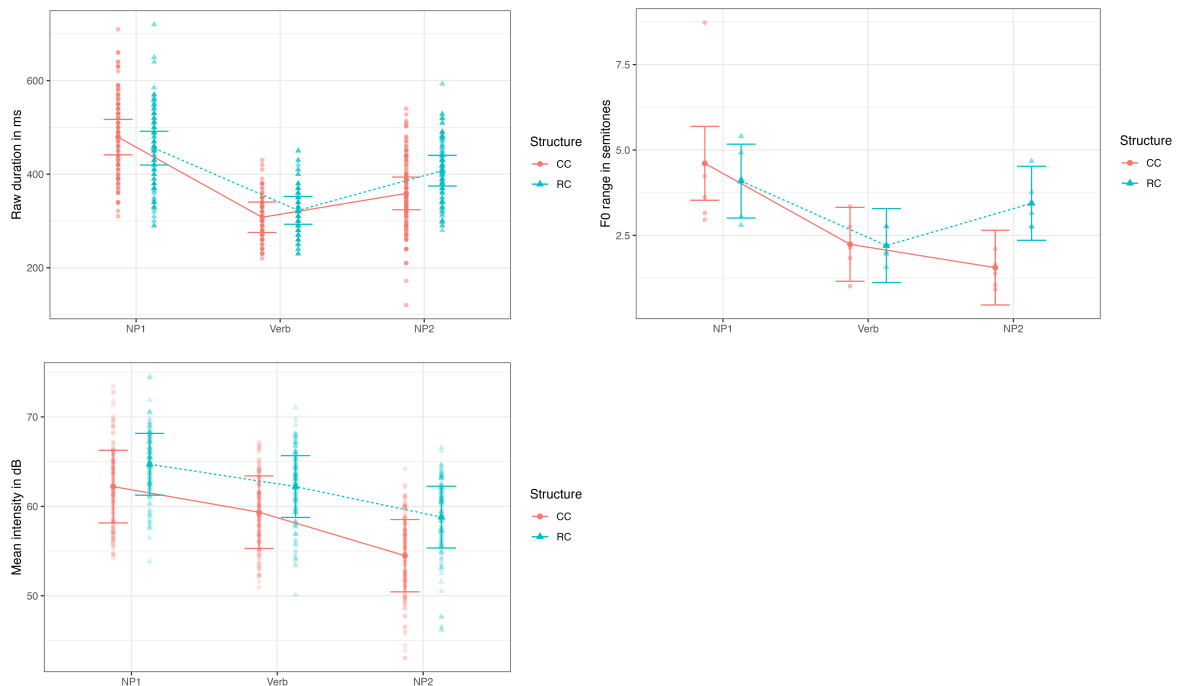 Raw duration in ms
600
400
200
NP1 Verb NP2
Structure
CC
RC
F0 range in semitones
7.5
5.0
2.5
NP1 Verb NP2
Structure
CC
RC
Mean intensity in dB
70
60
50
NP1 Verb NP2
Structure
CC
RC